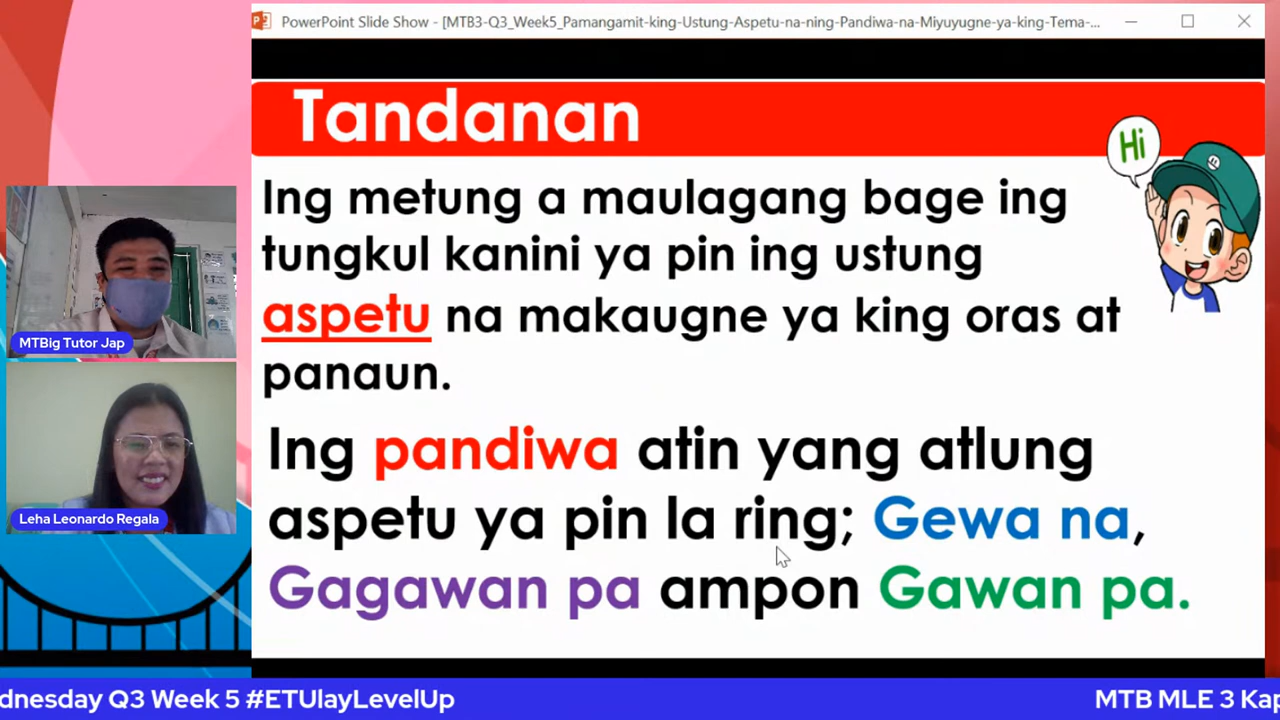 PowerPoint Slide Show - [MTB3-Q3_Week5_Pamangamit-king-Ustung-Aspetu-na-ning-Pandiwa-na-Miyuyugne-ya-king-Tema-...
Tandanan
Hi
Ing metung a maulagang bage ing
tungkul kanini ya pin ing ustung
aspetu na makaugne ya king oras at
panaun.
Ing pandiwa atin yang atlung
aspetu ya pin la ring; Gewa na,
Gagawan pa ampon Gawan pa.
MTBig Tutor Jap
Leha Leonardo Regala
dnesday Q3 Week 5 #ETUlayLevelUp
MTB MLE 3 Kap